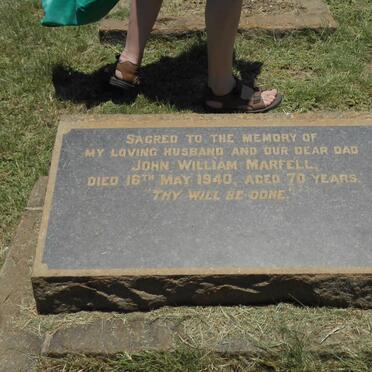 SACRED TO THE MEMORY OF
MY LOVING HUSBAND AND OUR DEAR DAD
JOHN WILLIAM MARFELL,
DIED 16TH MAY 1940, AGED 70 YEARS.
"THY WILL BE DONE."